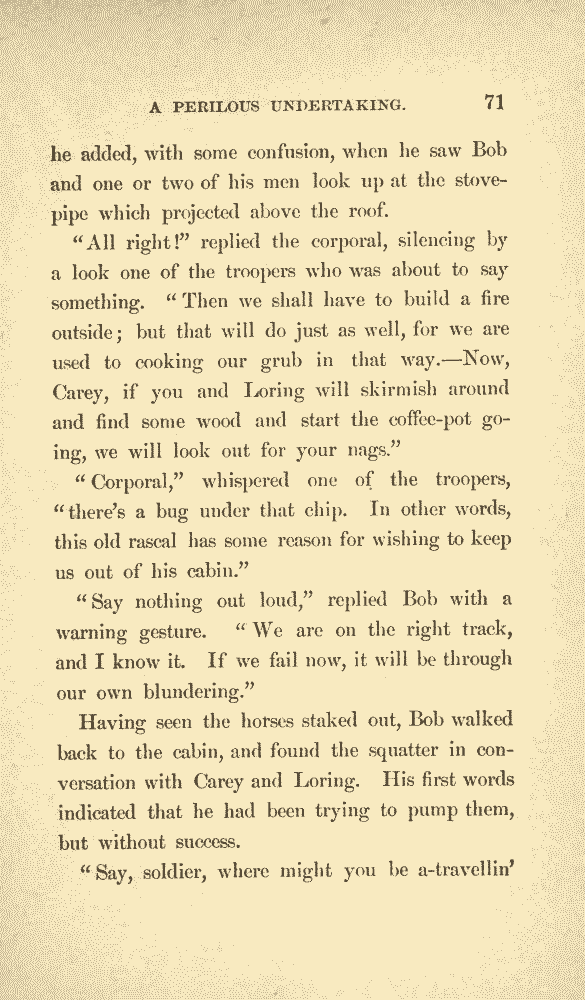 A PERILOUS UNDERTAKING. 71
he added, with some confusion, when he saw Bob
and one or two of his men look up at the stove-
pipe which projected above the roof.
“All right!” replied the corporal, silencing by
a look one of the troopers who was about to say
something. “Then we shall have to build a fire
outside; but that will do just as well, for we are
used to cooking our grub in that way.—Now,
Carey, if you and Loring will skirmish around
and find some wood and start the coffee-pot go-
ing, we will look out for your nags.”
“Corporal,” whispered one of the troopers,
“there’s a bug under that chip. In other words,
this old rascal has some reason for wishing to keep
us out of his cabin.”
“Say nothing out loud,” replied Bob with a
warning gesture. “We are on the right track,
and I know it. If we fail now, it will be through
our own blundering.”
Having seen the horses staked out, Bob walked
back to the cabin, and found the squatter in con-
versation with Carey and Loring. His first words
indicated that he had been trying to pump them,
but without success.
“Say, soldier, where might you be a-travellin’